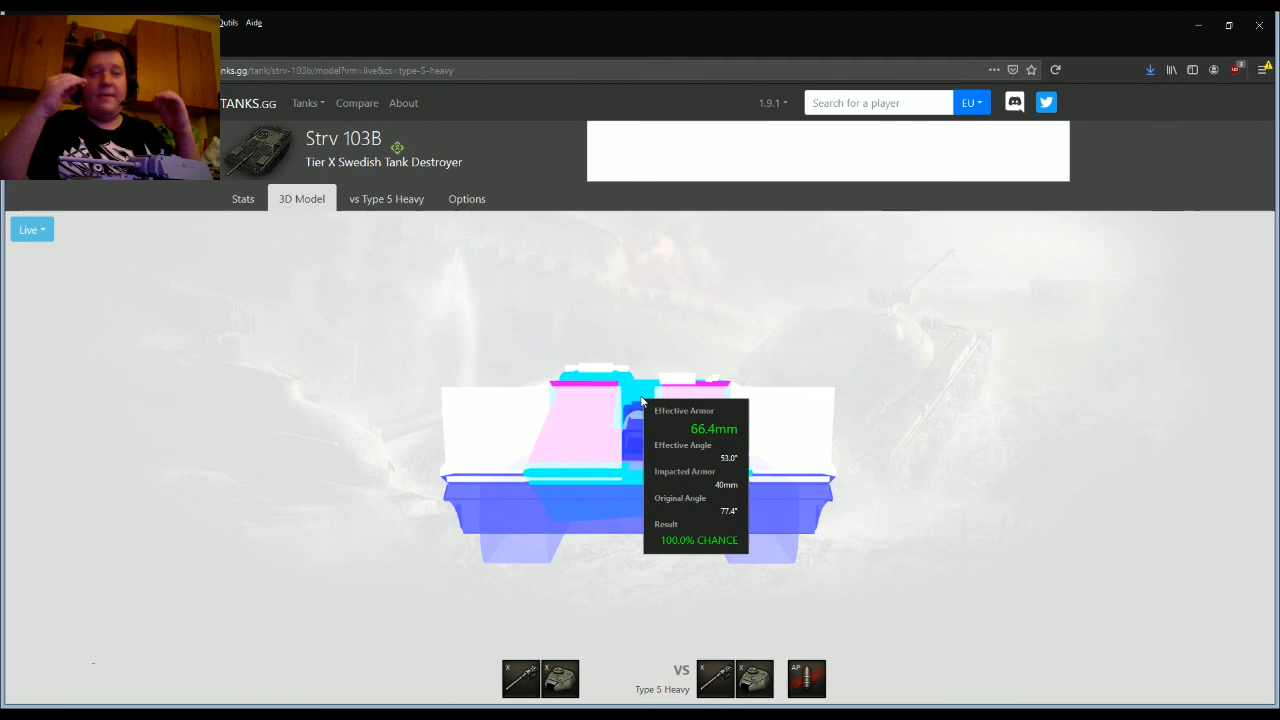 Outils Aide
nks.gg/tank/strv-103b/model?vm=live&cs=type-5-heavy
TANKS.GG Tanks Compare About 1.9.1 Search for a player EU
Strv 103B
Tier X Swedish Tank Destroyer
Stats 3D Model vs Type 5 Heavy Options
Live
Effective Armor
66.4mm
Effective Angle
53.0°
Impacted Armor
40mm
Original Angle
77.4°
Result
100.0% CHANCE
X X VS X X AP
Type 5 Heavy